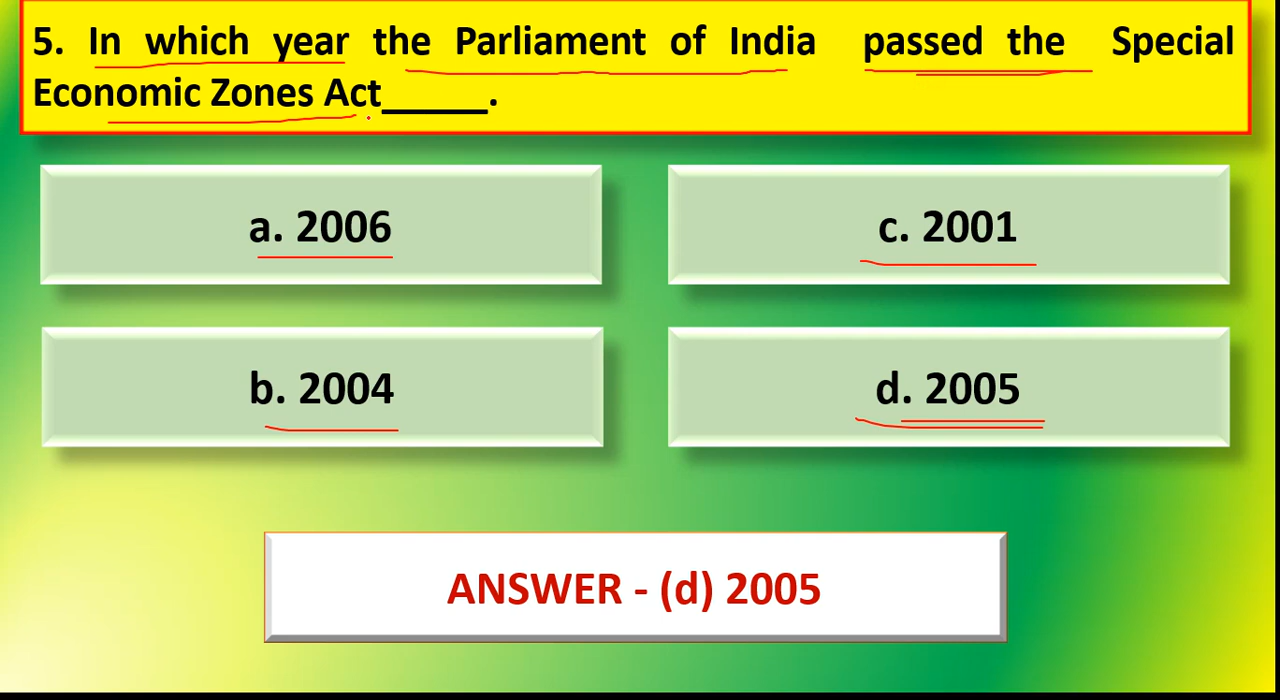 5. In which year the Parliament of India passed the Special
Economic Zones Act_____.
a. 2006
c. 2001
b. 2004
d. 2005
ANSWER - (d) 2005